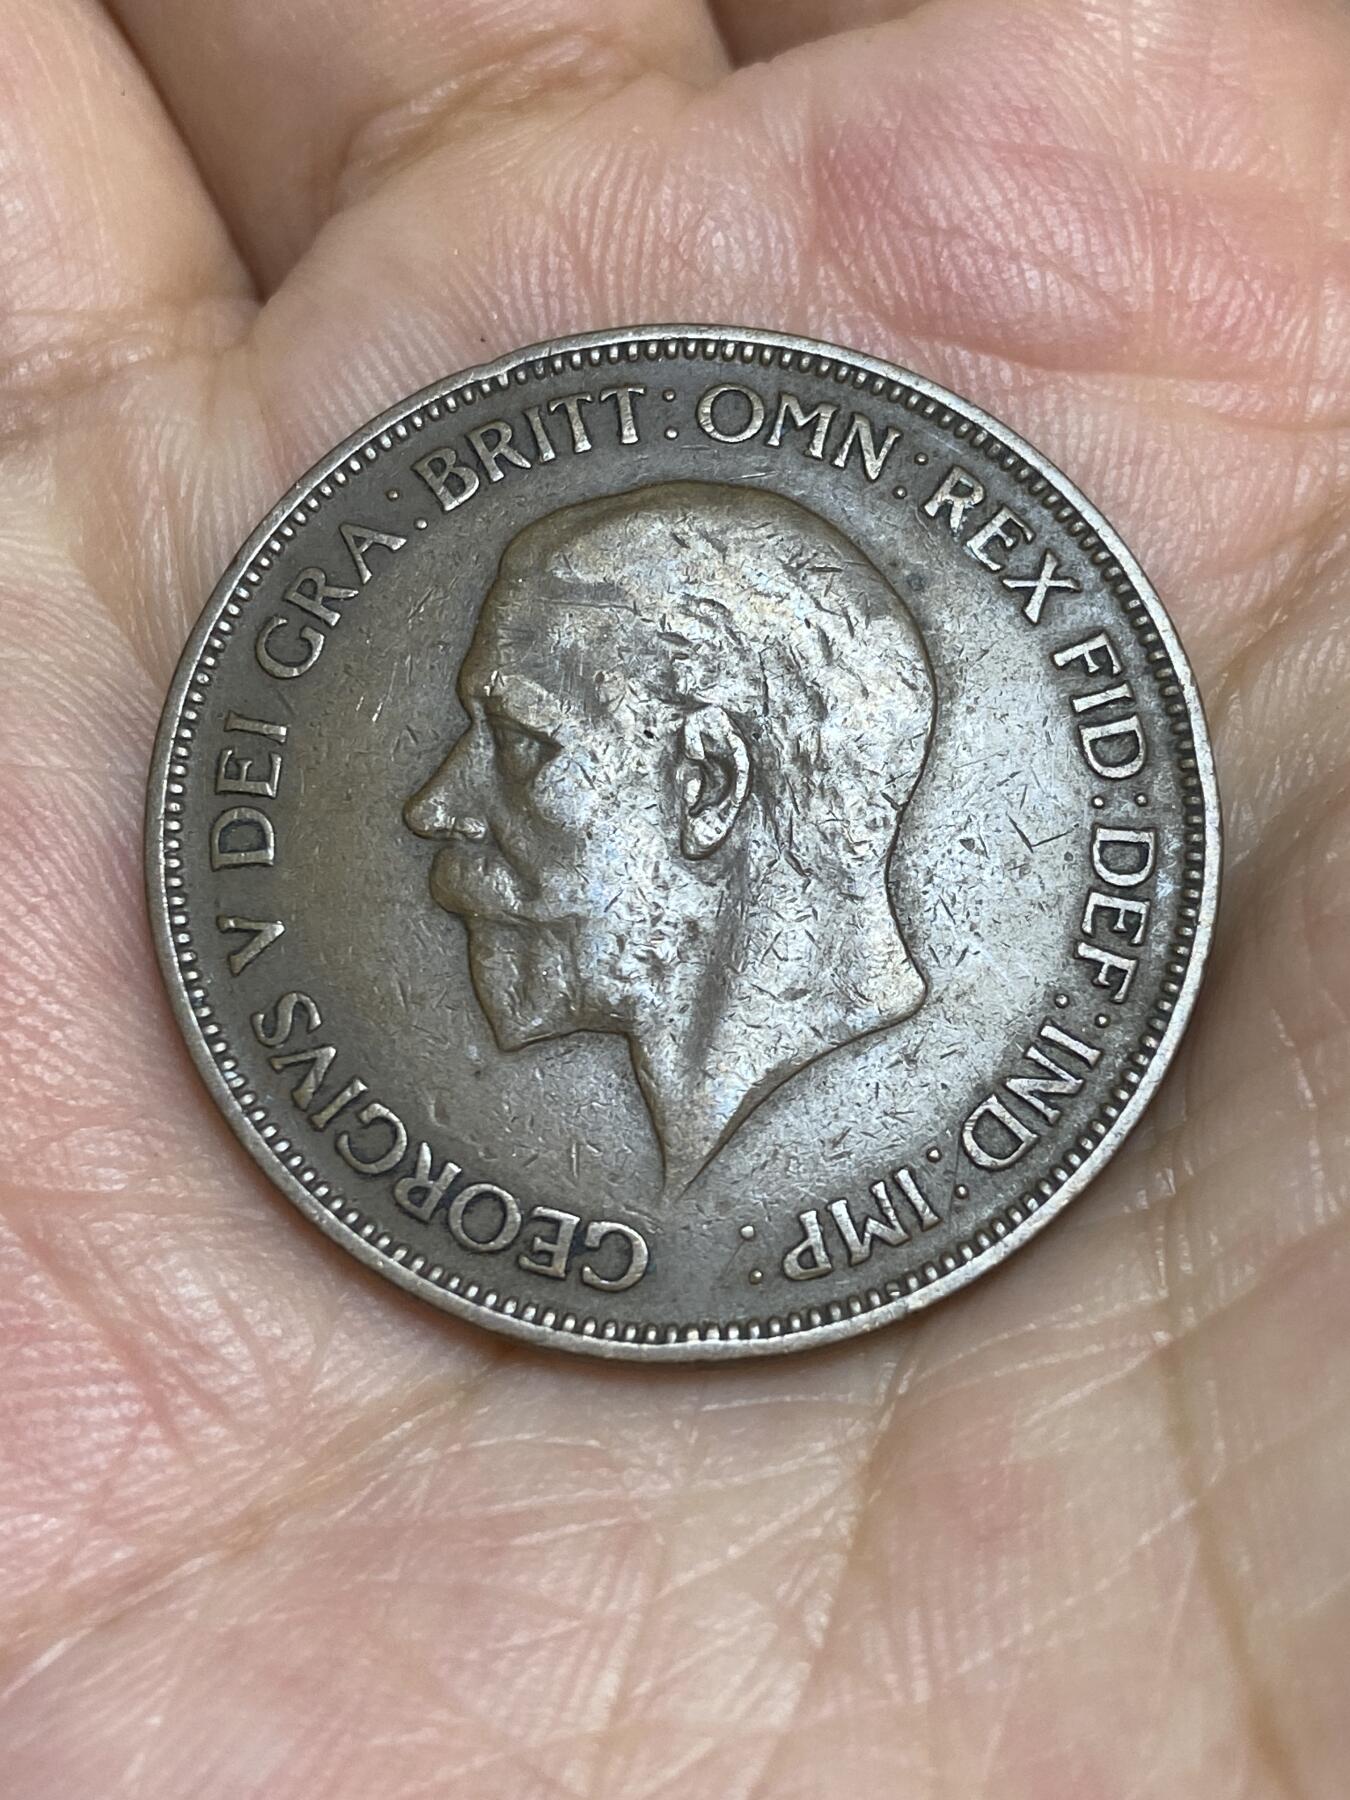 GEORGIVS V DEI GRA: BRITT: OMN: REX FID: DEF: IND: IMP: